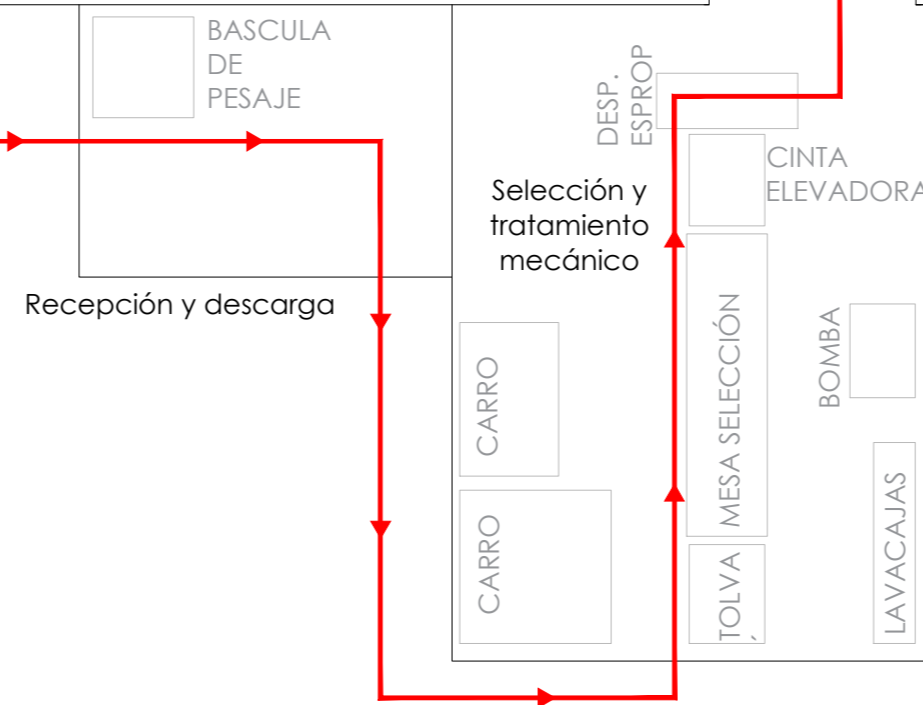 BASCULA
DE
PESAJE
DESP.
ESPROP
CINTA
ELEVADORA
Selección y
tratamiento
mecánico
Recepción y descarga
CARRO
MESA SELECCIÓN
BOMBA
CARRO
TOLVA
LAVACAJAS